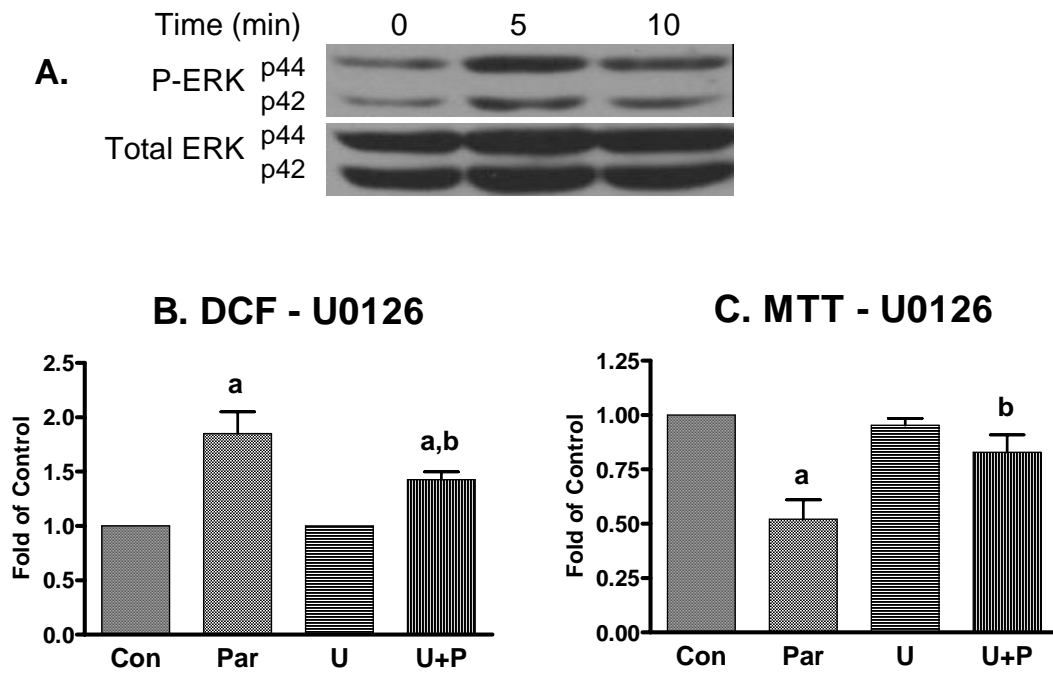 Time (min) 0 5 10
A.
P-ERK p44
p42
Total ERK p44
p42
B. DCF - U0126
Fold of Control
2.5
2.0
1.5
1.0
0.5
0.0
a
a,b
Con Par U U+P
C. MTT - U0126
Fold of Control
1.25
1.00
0.75
0.50
0.25
0.00
a
b
Con Par U U+P